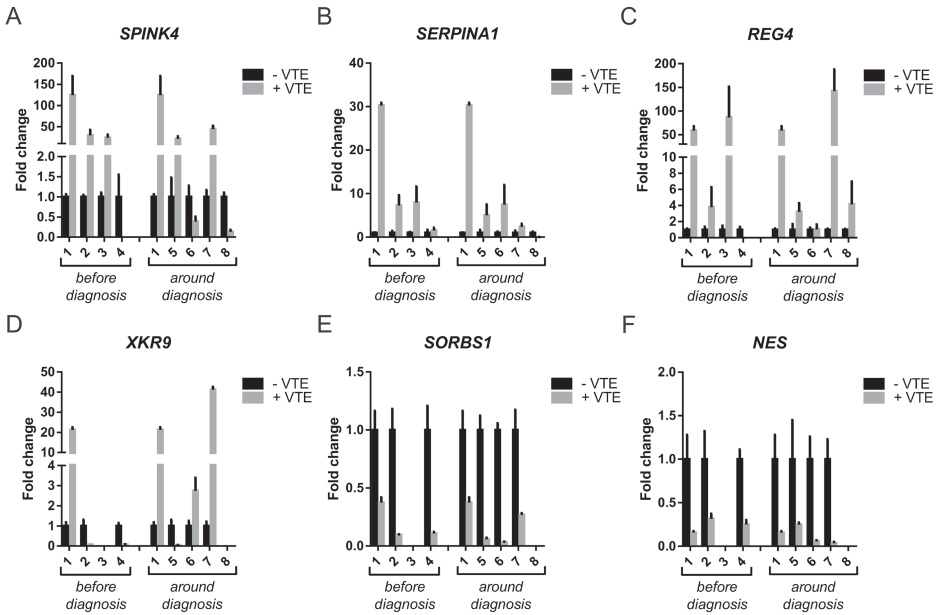 A
SPINK4
Fold change
200
150
100
50
2.0
1.5
1.0
0.5
0.0
1 2 3 4 1 5 6 7 8
before diagnosis
around diagnosis
- VTE
+ VTE
B
SERPINA1
Fold change
40
30
20
10
0
1 2 3 4 1 5 6 7 8
before diagnosis
around diagnosis
- VTE
+ VTE
C
REG4
Fold change
200
150
100
50
10
8
6
4
2
0
1 2 3 4 1 5 6 7 8
before diagnosis
around diagnosis
- VTE
+ VTE
D
XKR9
Fold change
50
40
30
20
10
4
3
2
1
0
1 2 3 4 1 5 6 7 8
before diagnosis
around diagnosis
- VTE
+ VTE
E
SORBS1
Fold change
1.5
1.0
0.5
0.0
1 2 3 4 1 5 6 7 8
before diagnosis
around diagnosis
- VTE
+ VTE
F
NES
Fold change
2.0
1.5
1.0
0.5
0.0
1 2 3 4 1 5 6 7 8
before diagnosis
around diagnosis
- VTE
+ VTE